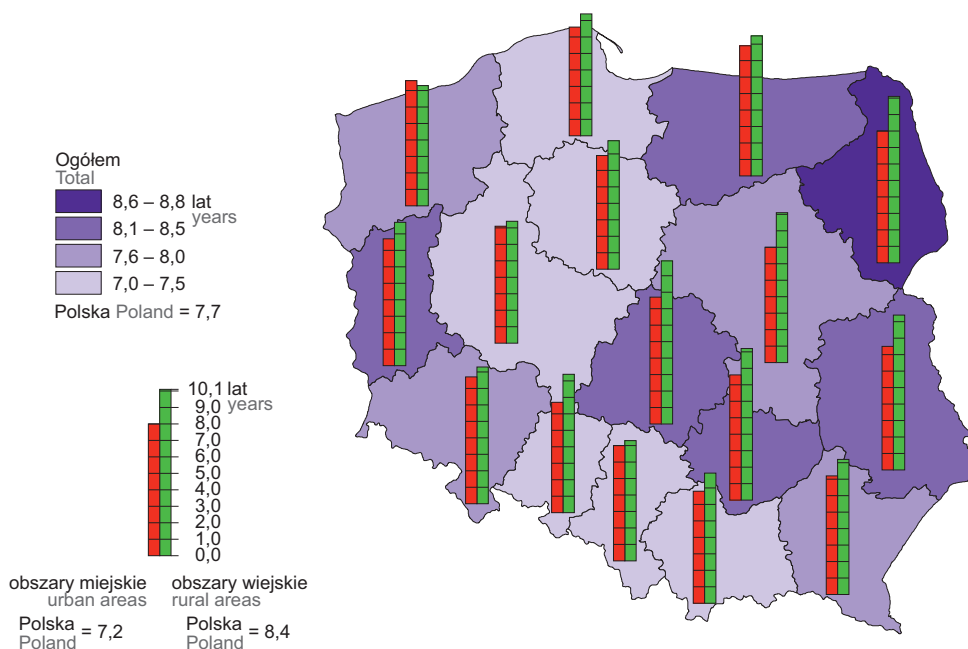 Ogółem
Total
8,6 – 8,8 lat
years
8,1 – 8,5
7,6 – 8,0
7,0 – 7,5
Polska Poland = 7,7
10,1 lat
years
9,0
8,0
7,0
6,0
5,0
4,0
3,0
2,0
1,0
0,0
obszary miejskie
urban areas
Polska
Poland = 7,2
obszary wiejskie
rural areas
Polska
Poland = 8,4